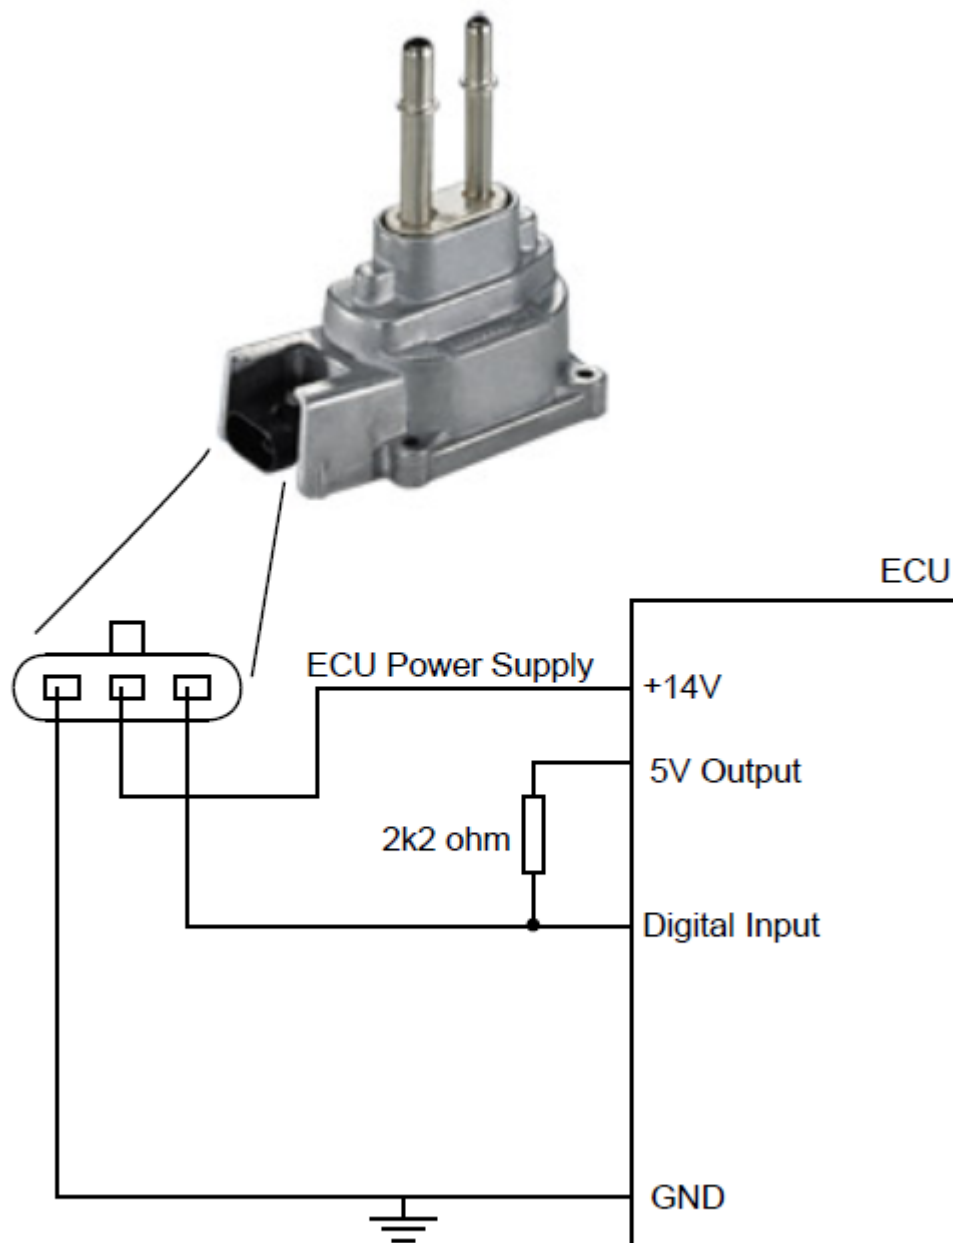 ECU
ECU Power Supply
+14V
5V Output
2k2 ohm
Digital Input
GND